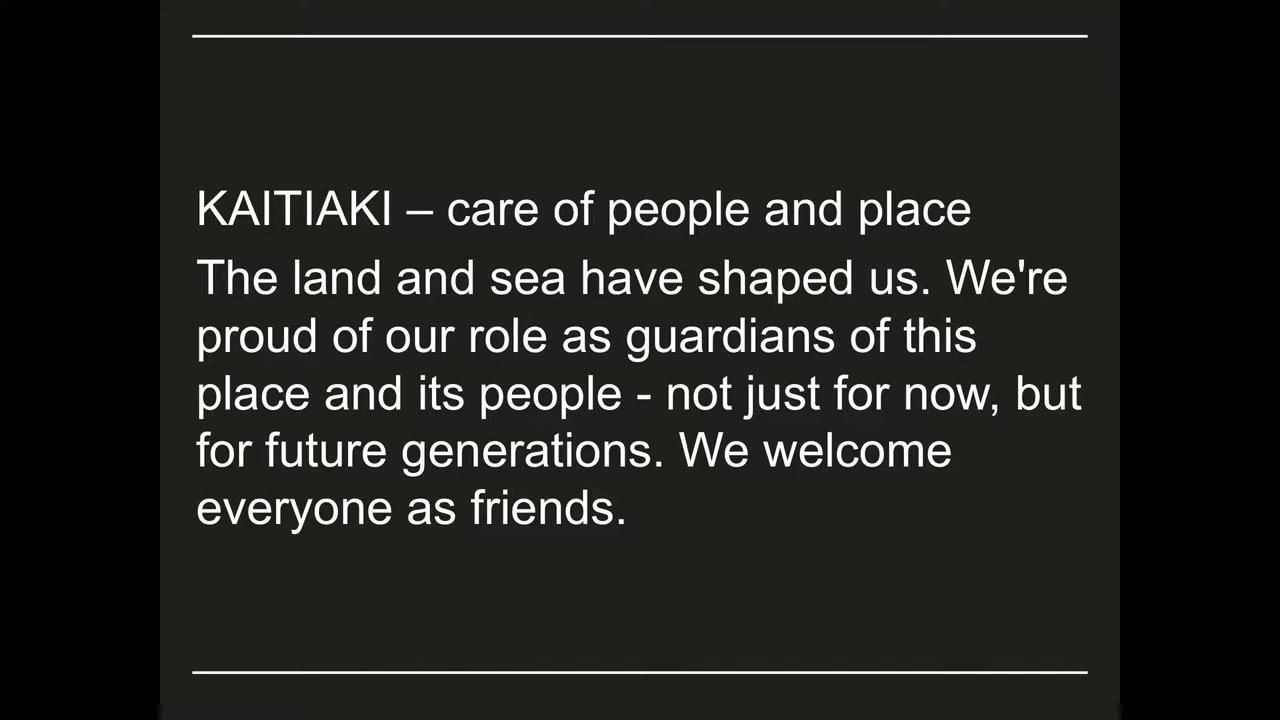 KAITIAKI – care of people and place
The land and sea have shaped us. We're
proud of our role as guardians of this
place and its people - not just for now, but
for future generations. We welcome
everyone as friends.